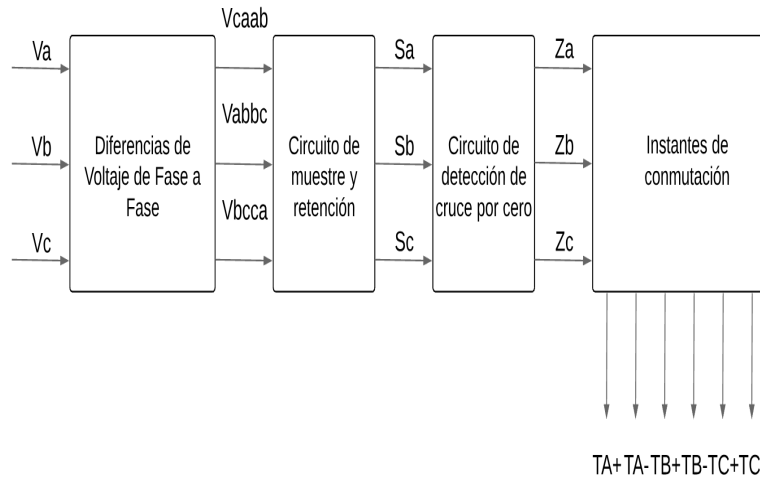 Va
Vb
Vc
Diferencias de
Voltaje de Fase a
Fase
Vcaab
Vabbc
Vbcca
Circuito de
muestre y
retención
Sa
Sb
Sc
Circuito de
detección de
cruce por cero
Za
Zb
Zc
Instantes de
conmutación
TA+ TA-TB+TB-TC+TC